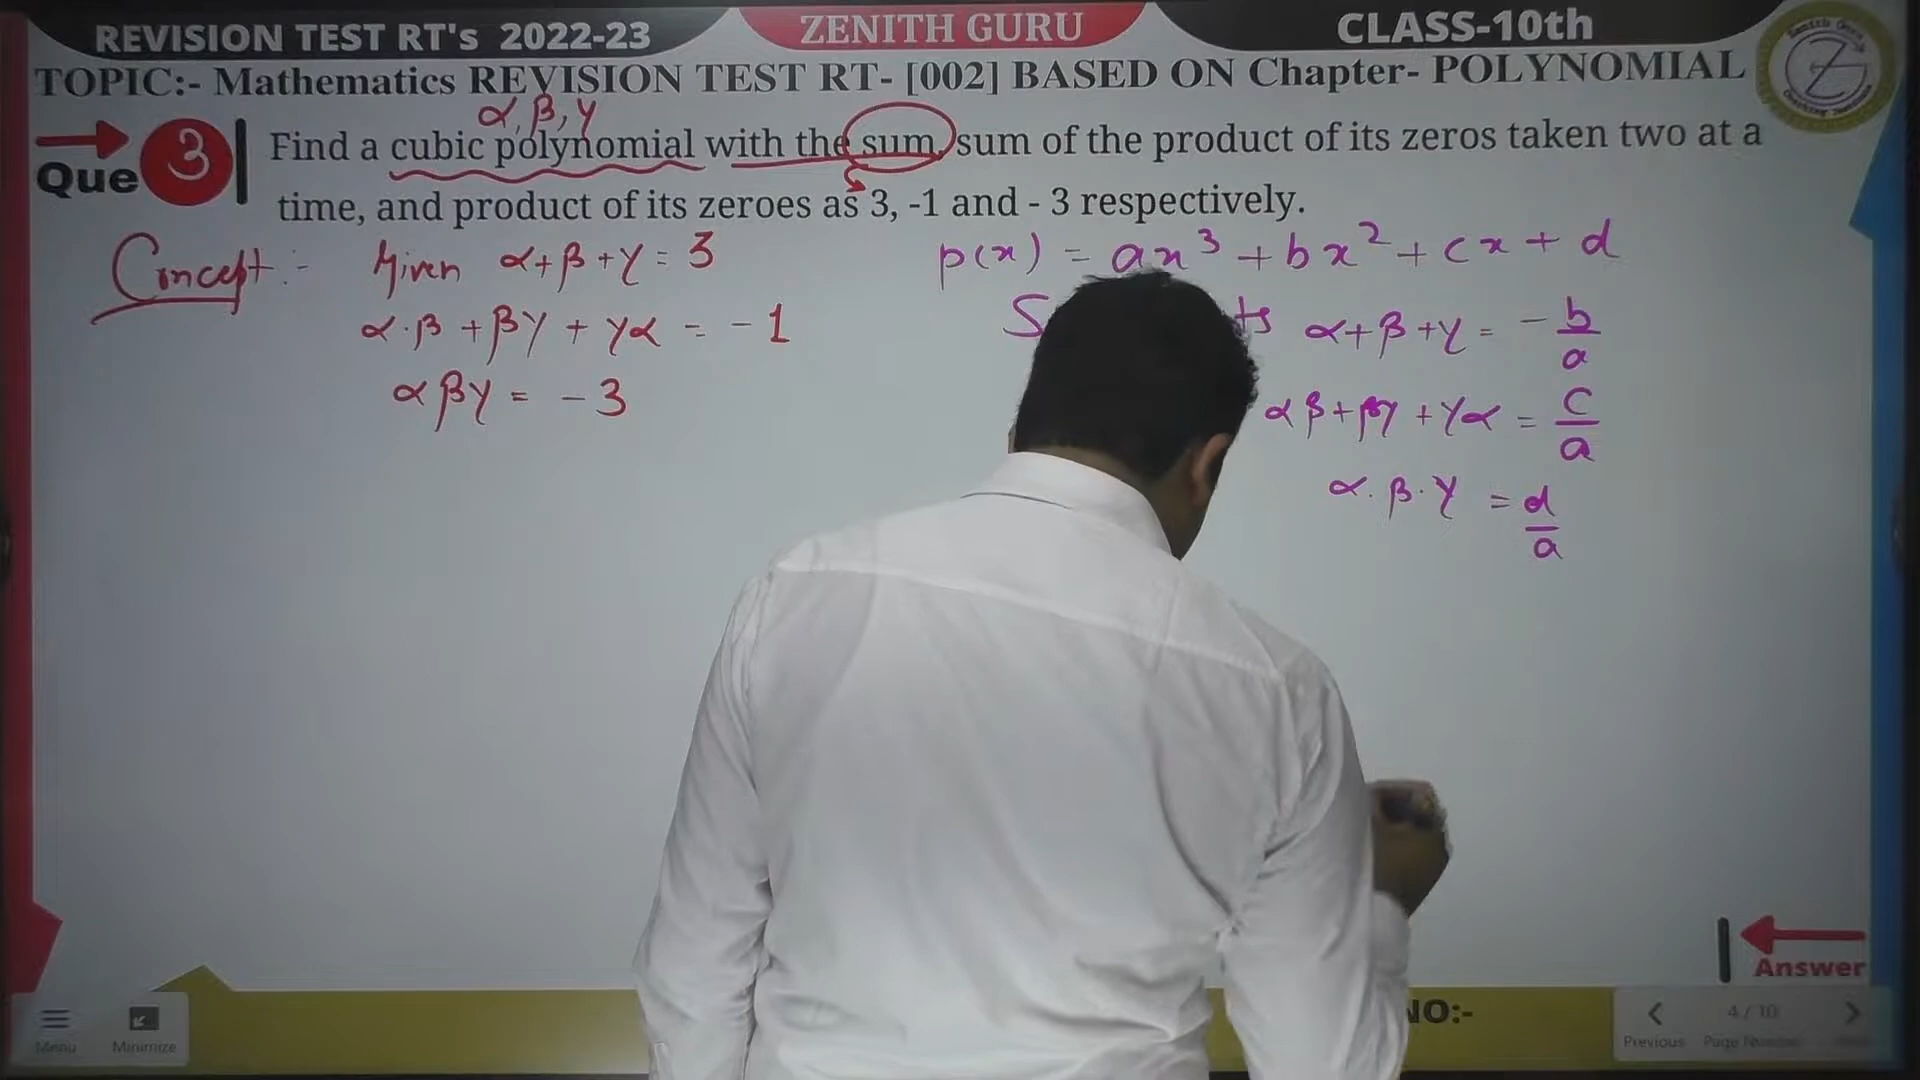 REVISION TEST RT's 2022-23
ZENITH GURU
CLASS-10th
TOPIC:- Mathematics REVISION TEST RT- [002] BASED ON Chapter- POLYNOMIAL
α, β, γ
Que 3
Find a cubic polynomial with the sum, sum of the product of its zeros taken two at a
time, and product of its zeroes as 3, -1 and - 3 respectively.
Concept :-
Given α+β+γ = 3
α.β + βγ + γα = -1
αβγ = -3
p(x) = ax³ + bx² + cx + d
α+β+γ = -b/a
αβ+βγ+γα = c/a
α.β.γ = d/a
Answer
NO:-
Menu
Minimize
Previous
4 / 10
Page Number